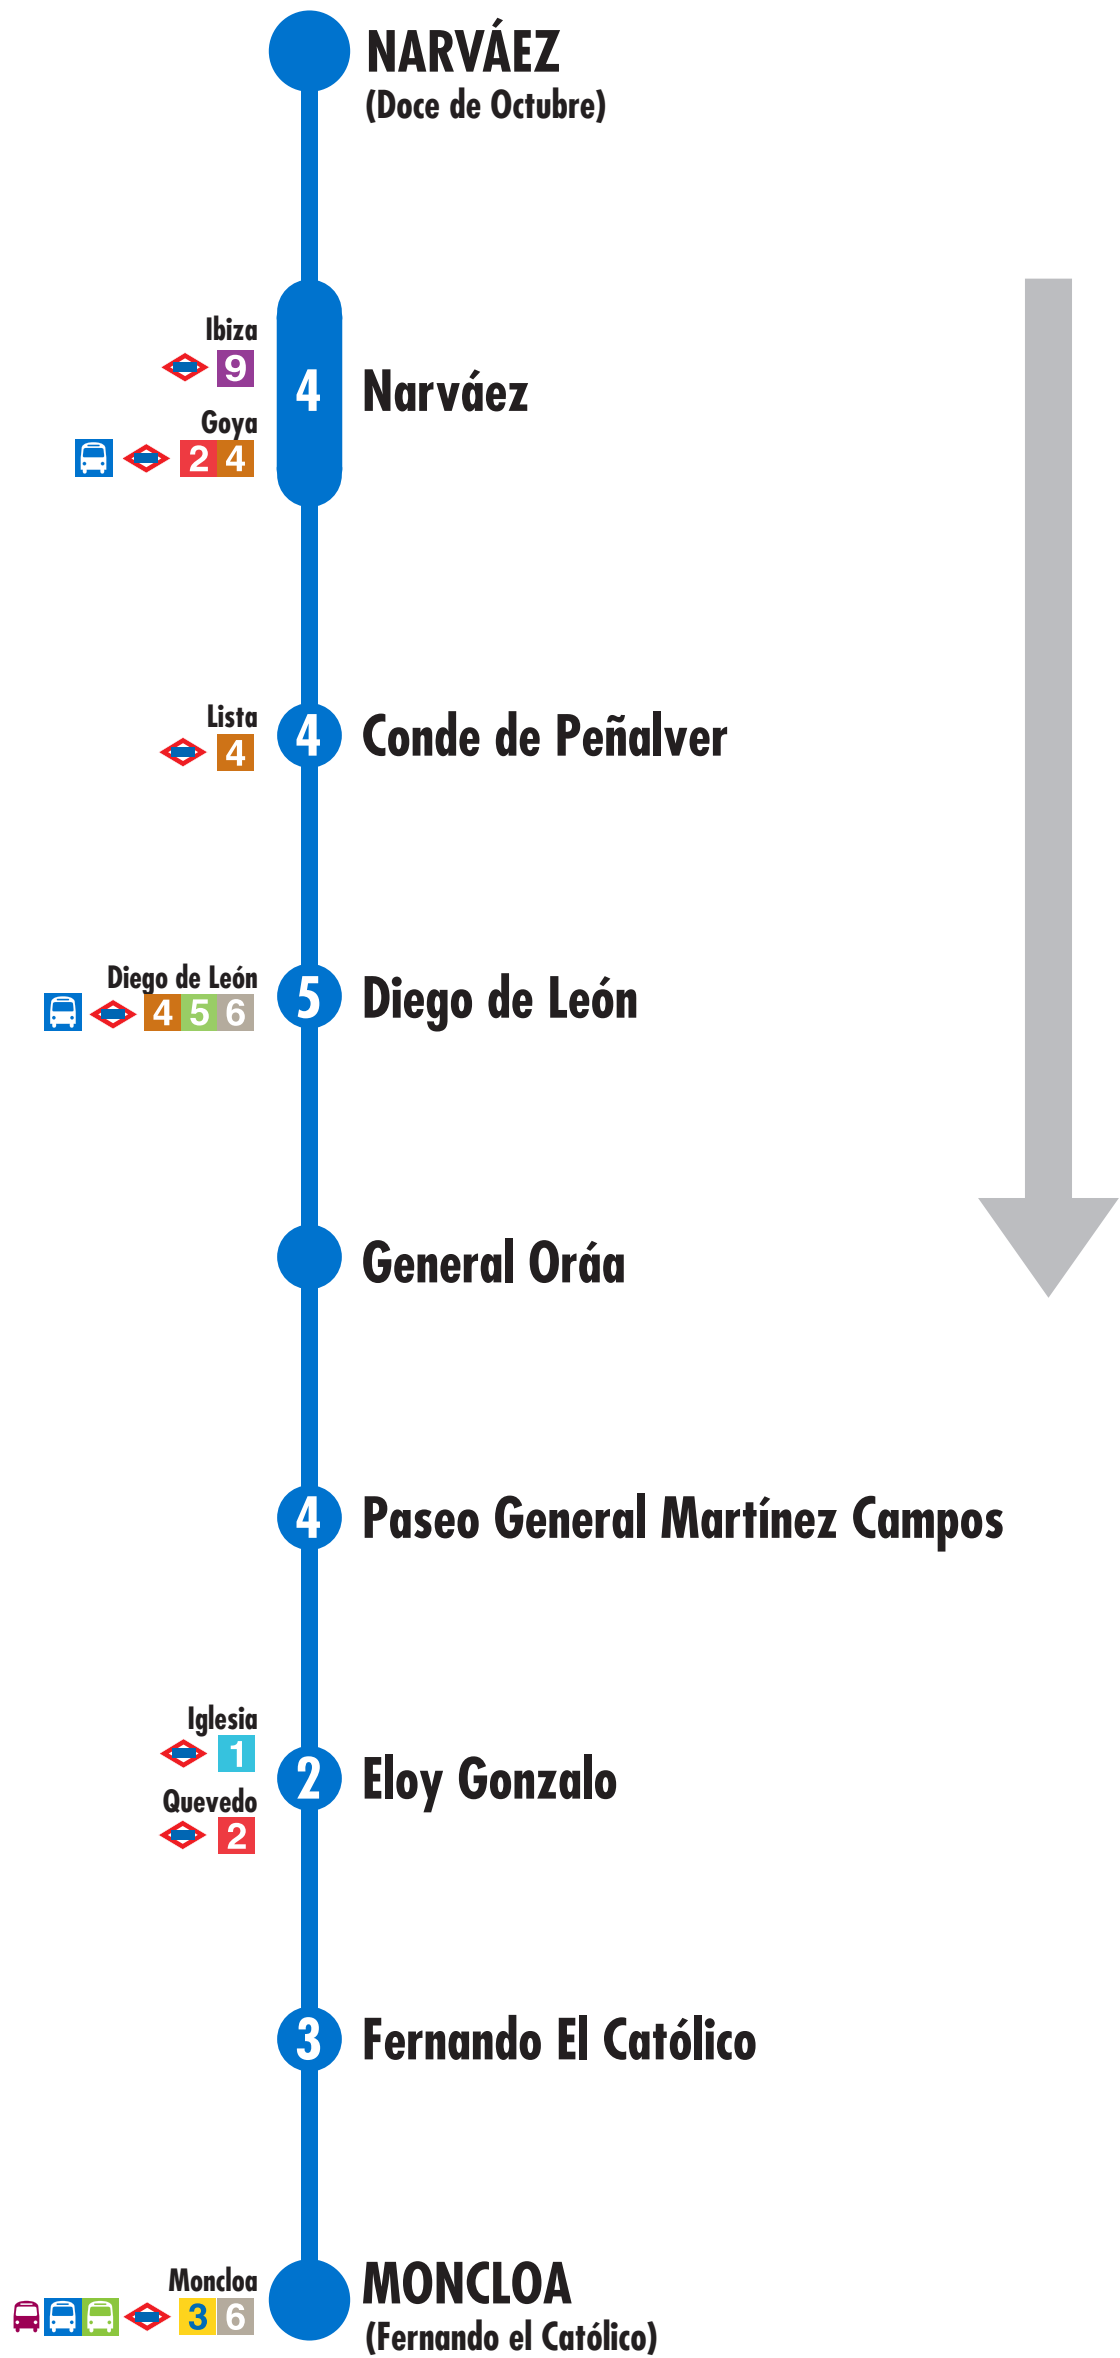 NARVÁEZ
(Doce de Octubre)
Ibiza
9
Goya
2 4
4
Narváez
Lista
4
4
Conde de Peñalver
Diego de León
4 5 6
5
Diego de León
General Oráa
4
Paseo General Martínez Campos
Iglesia
1
Quevedo
2
2
Eloy Gonzalo
3
Fernando El Católico
Moncloa
3 6
MONCLOA
(Fernando el Católico)